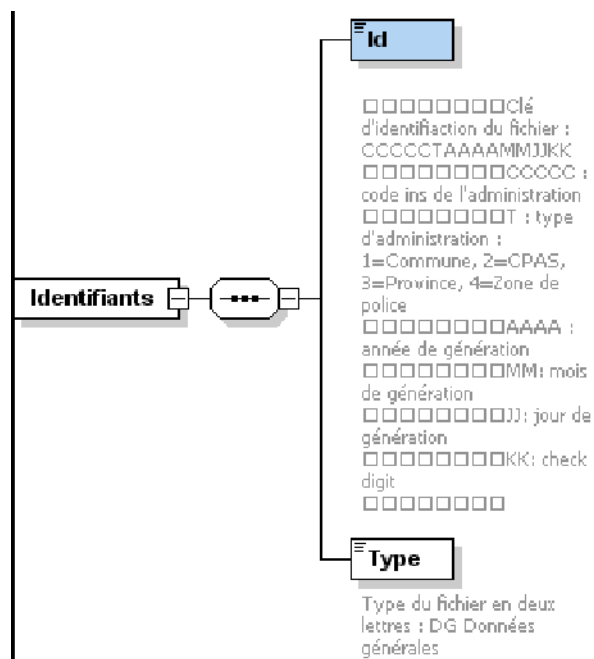 Id
□□□□□□□□Clé
d'identifiaction du fichier :
CCCCCTAAAAMMJJKK
□□□□□□□□CCCCC :
code ins de l'administration
□□□□□□□□T : type
d'administration :
1=Commune, 2=CPAS,
3=Province, 4=Zone de
police
□□□□□□□□AAAA :
année de génération
□□□□□□□□MM: mois
de génération
□□□□□□□□JJ: jour de
génération
□□□□□□□□KK: check
digit
□□□□□□□□
Identifiants
Type
Type du fichier en deux
lettres : DG Données
générales